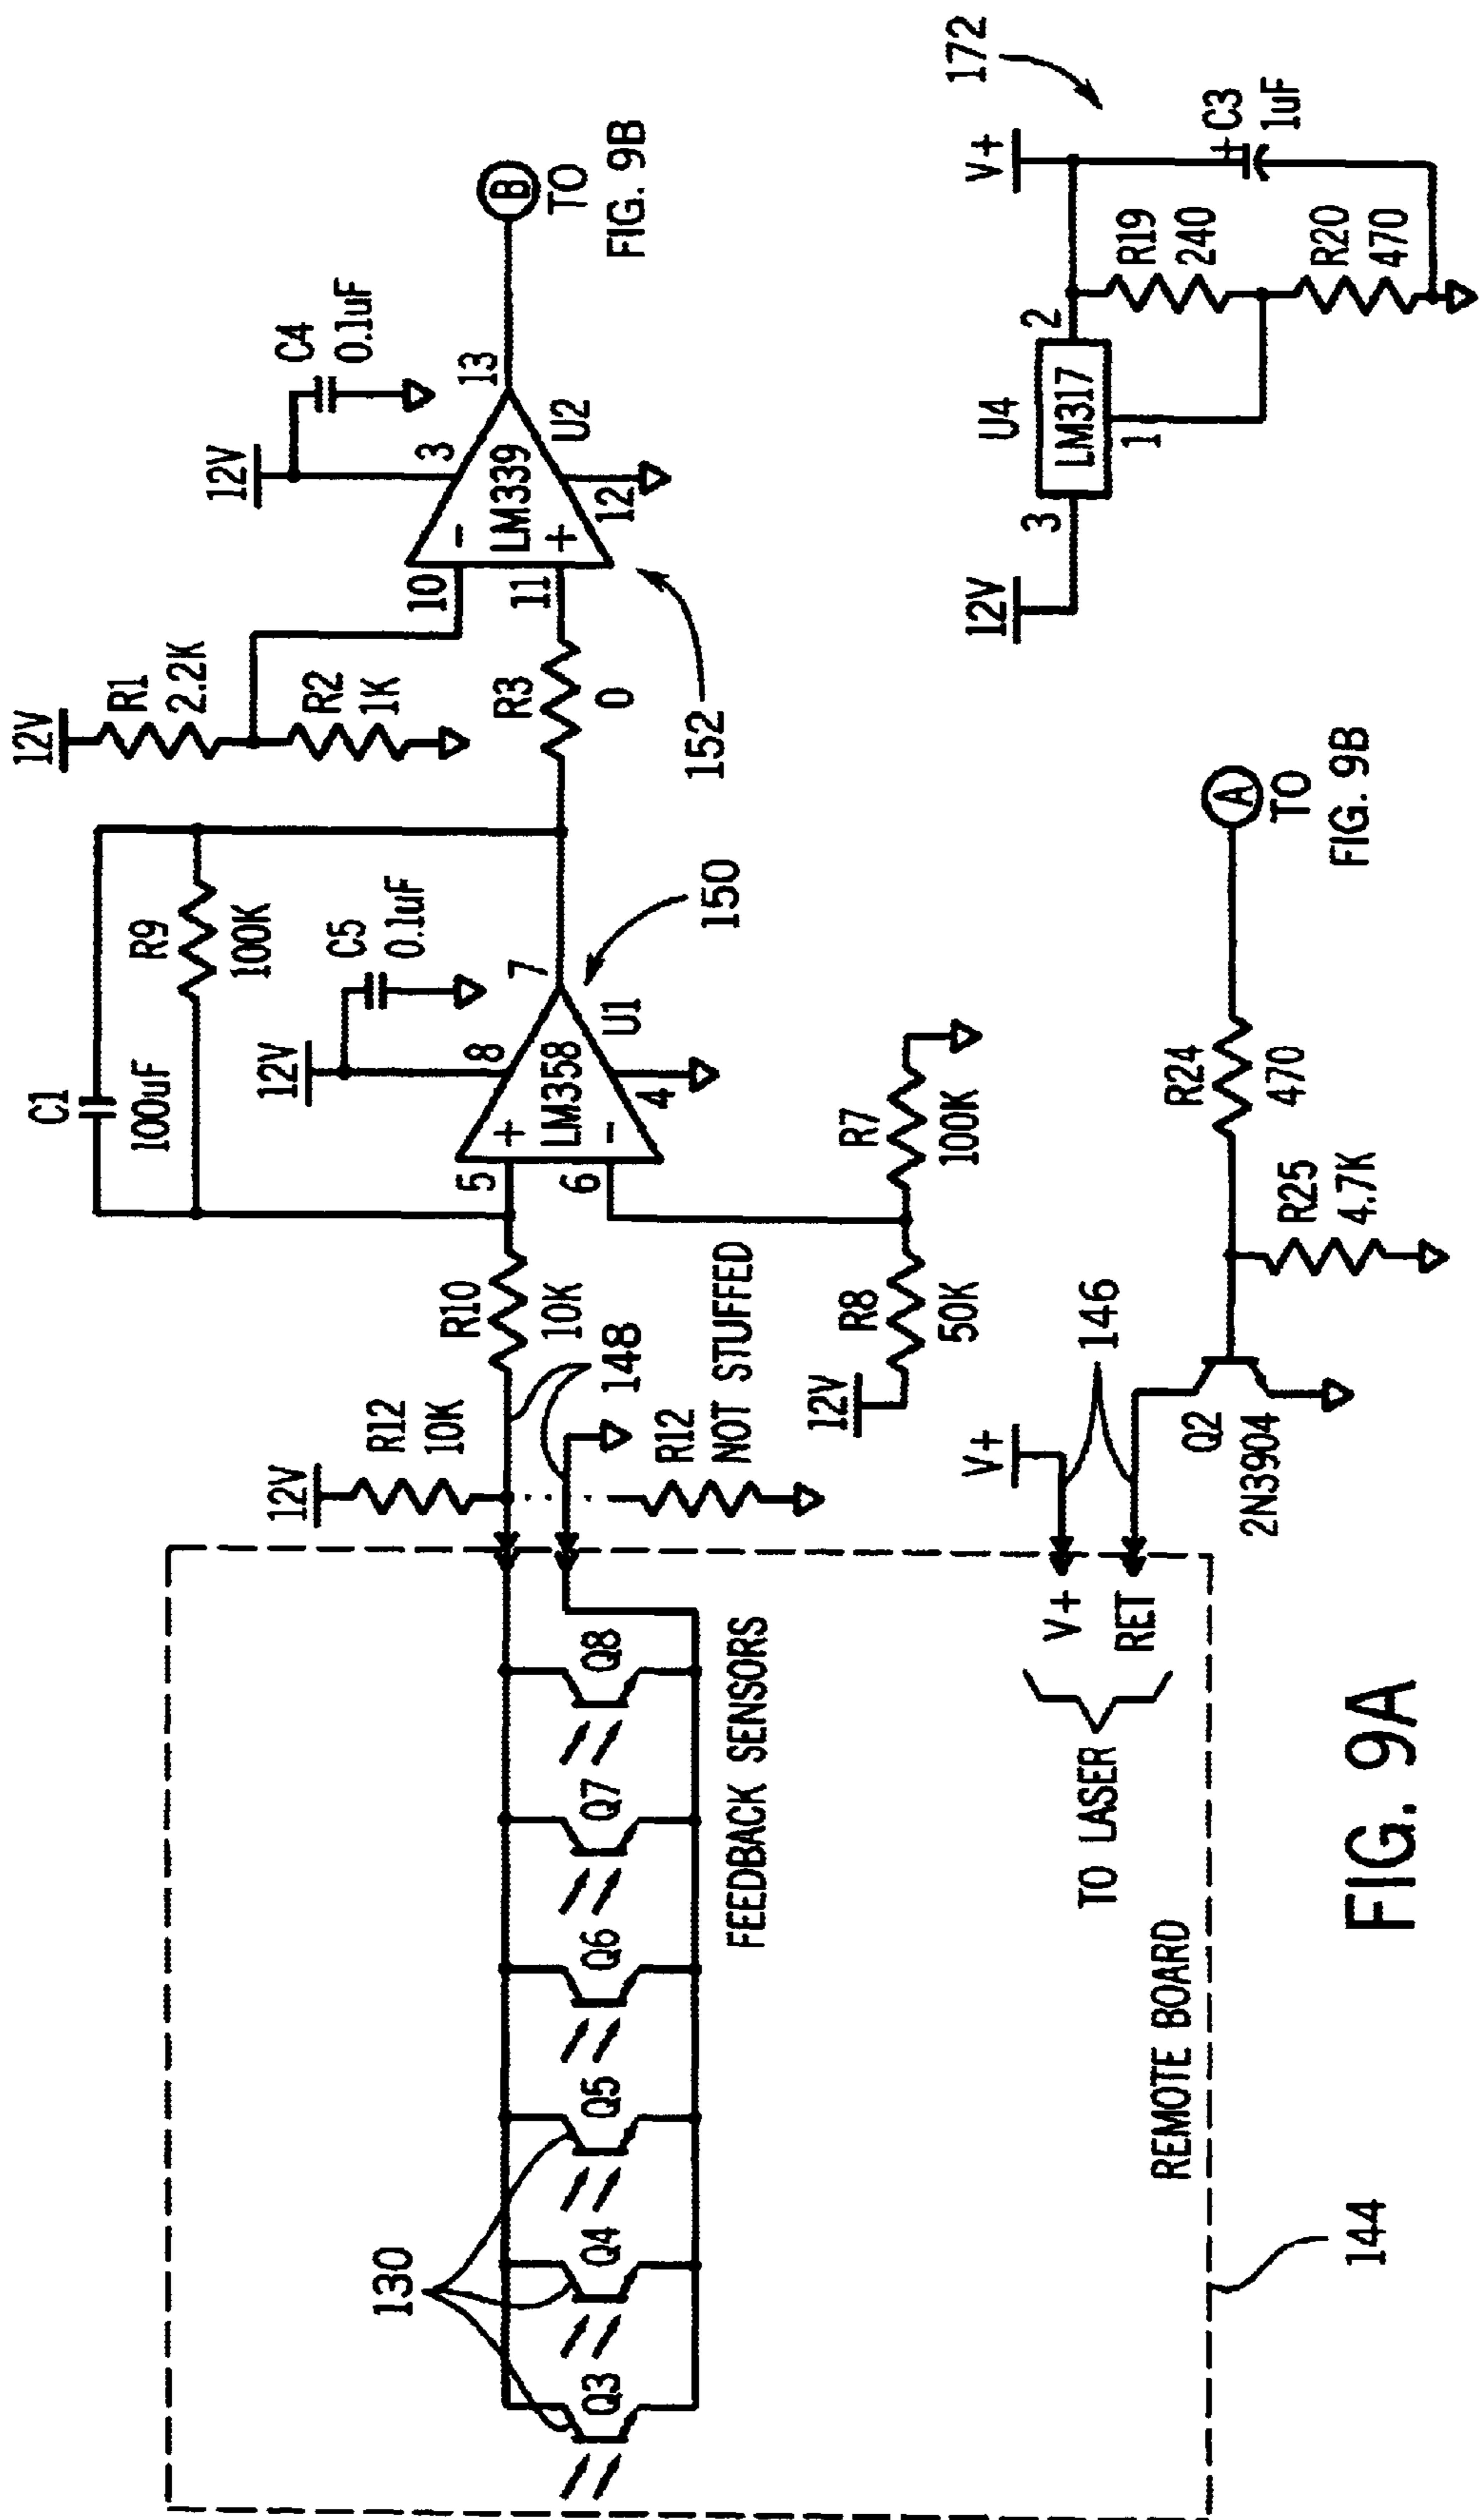 12V
R1
2.2K
R2
1K
C1
100uF
R9
100K
12V
C5
0.1uF
12V
C4
0.1uF
12V
R12
10K
R10
10K
5
+
8
LM358
7
6
-
4
U1
150
R3
0
10
-
3
LM339
13
11
+
12
U2
152
B
TO
FIG. 9B
148
R12
NOT STUFFED
12V
R8
50K
R7
100K
130
Q3
Q4
Q5
Q6
Q7
Q8
FEEDBACK SENSORS
V+
146
V+
RET
TO LASER
REMOTE BOARD
144
Q2
2N3904
R25
4.7K
R24
470
A
TO
FIG. 9B
12V
3
U4
LM317
2
1
R19
240
R20
470
V+
+
C3
1uF
172
FIG. 9A